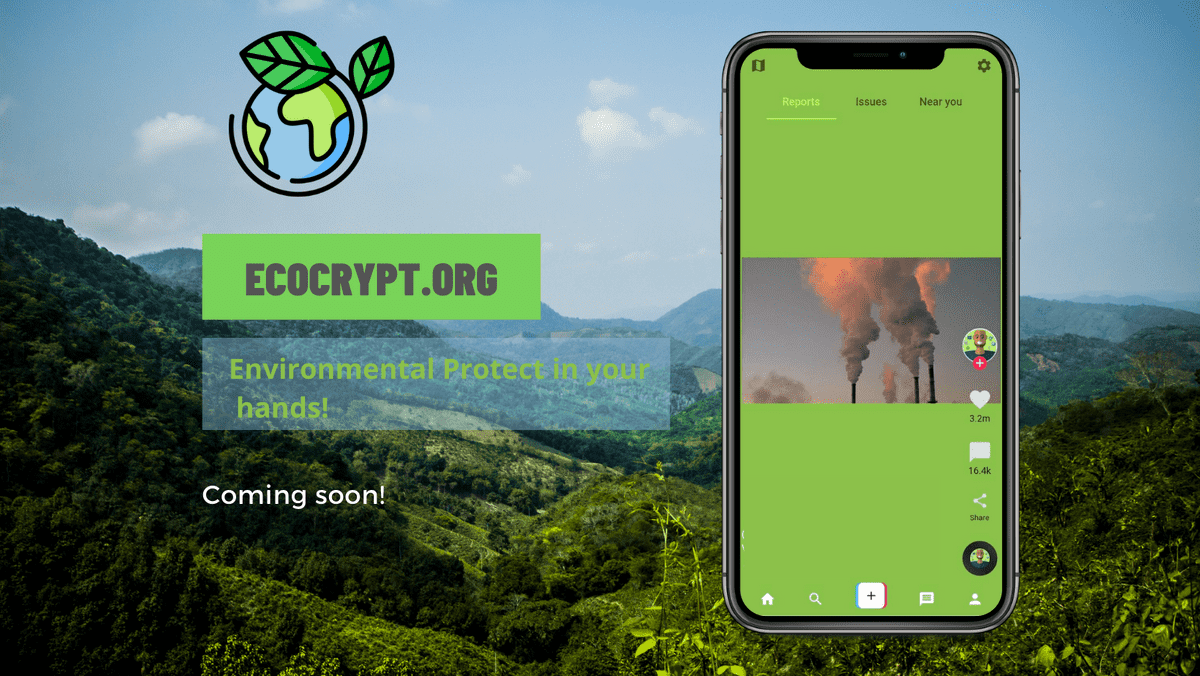 ECOCRYPT.ORG
Environmental Protect in your
hands!
Coming soon!
Reports Issues Near you
3.2m
16.4k
Share